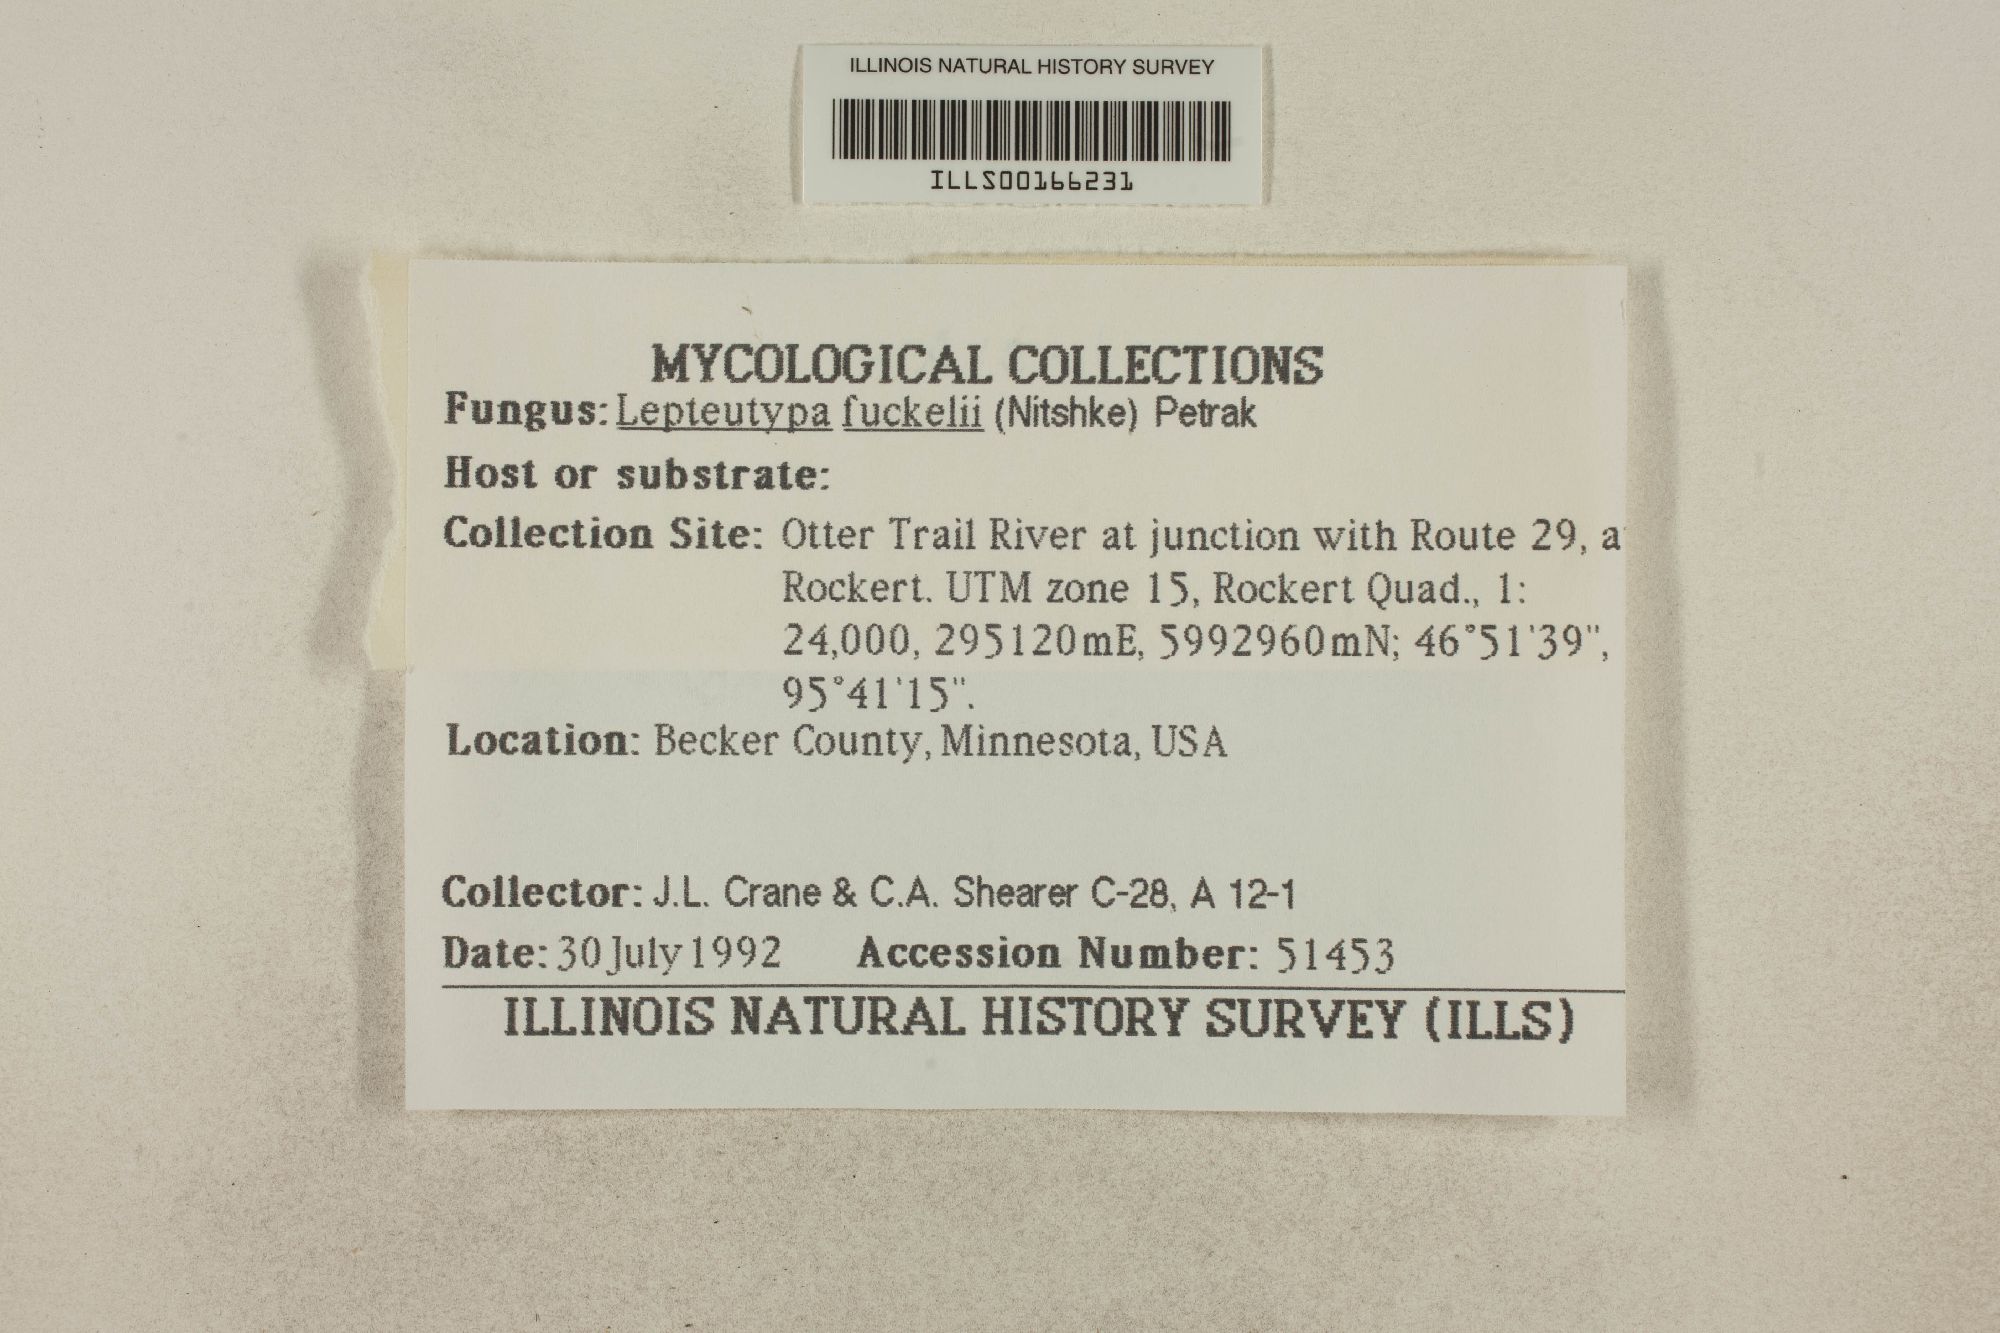 ILLINOIS NATURAL HISTORY SURVEY
ILLS00166231
MYCOLOGICAL COLLECTIONS
Fungus: Lepteutypa fuckelii (Nitshke) Petrak
Host or substrate:
Collection Site: Otter Trail River at junction with Route 29,
Rockert. UTM zone 15, Rockert Quad., 1:
24,000, 295120mE, 5992960mN; 46°51'39",
95°41'15".
Location: Becker County, Minnesota, USA
Collector: J.L. Crane & C.A. Shearer C-28, A 12-1
Date: 30 July 1992 Accession Number: 51453
ILLINOIS NATURAL HISTORY SURVEY (ILLS)